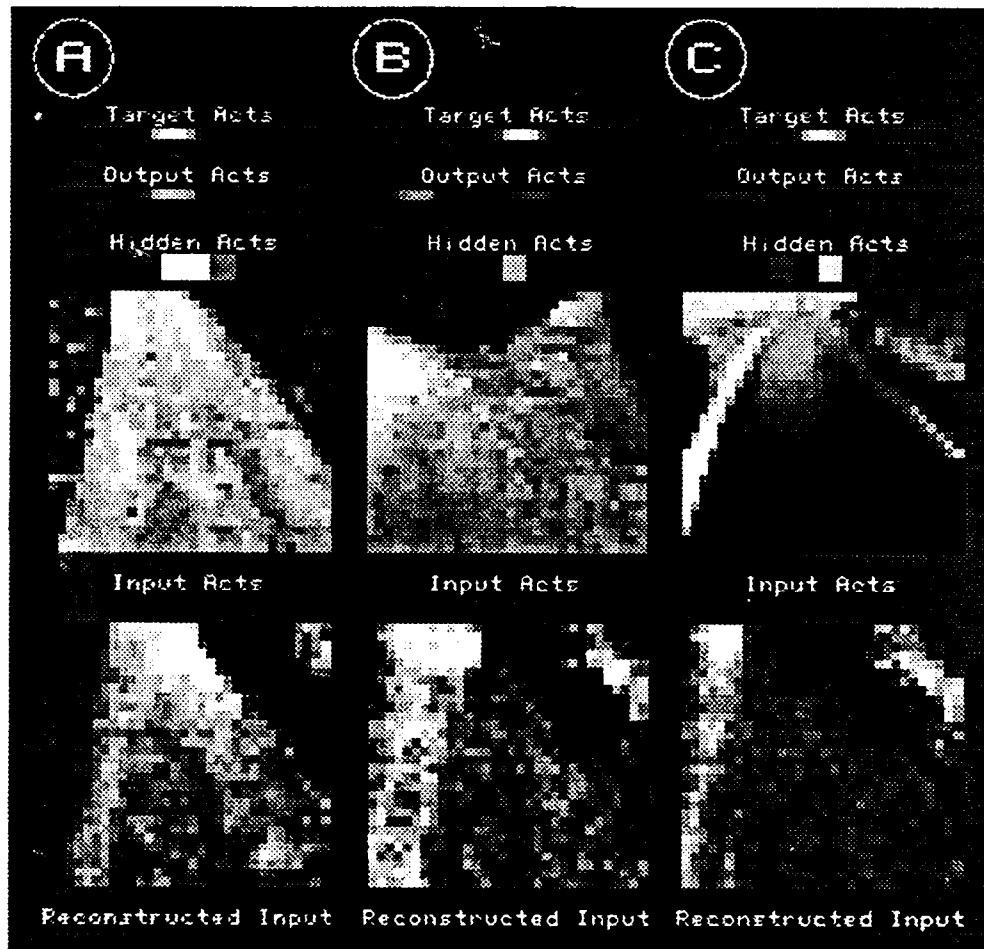 A B C
Target Acts Target Acts Target Acts
Output Acts Output Acts Output Acts
Hidden Acts Hidden Acts Hidden Acts
Input Acts Input Acts Input Acts
Reconstructed Input Reconstructed Input Reconstructed Input